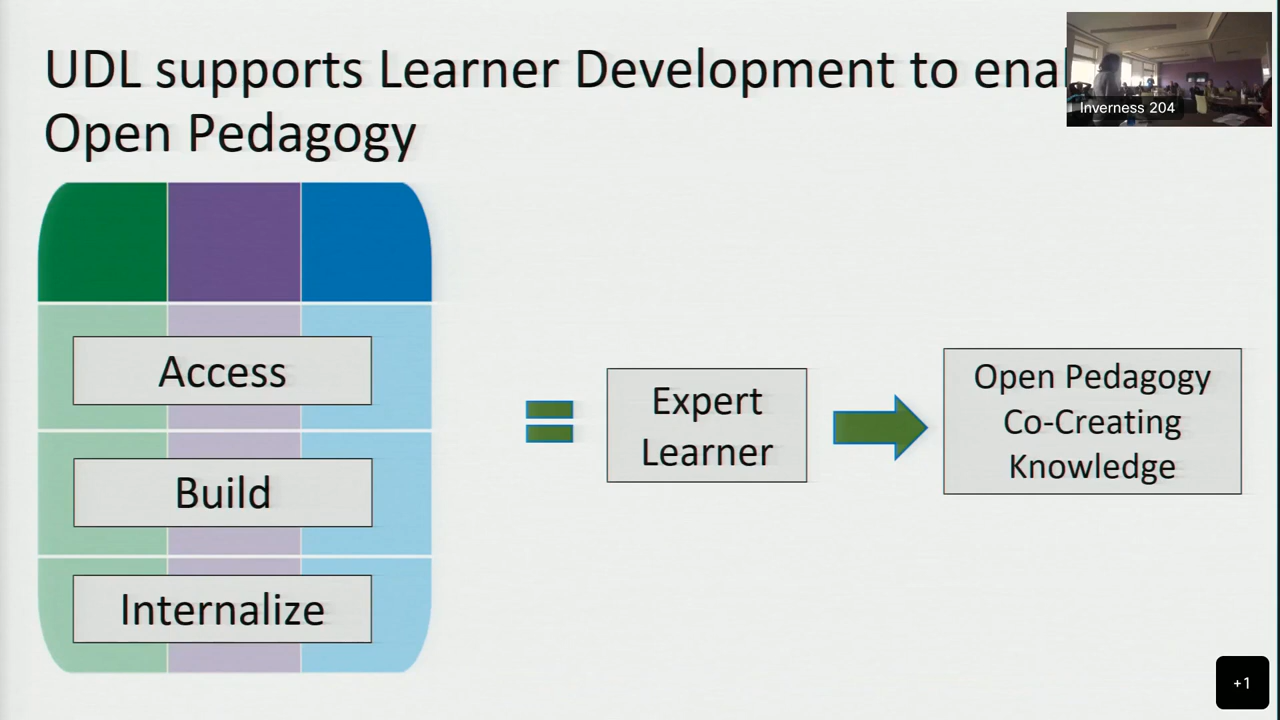 UDL supports Learner Development to ena
Open Pedagogy
Inverness 204
Access
Build
Internalize
Expert
Learner
Open Pedagogy
Co-Creating
Knowledge
+1